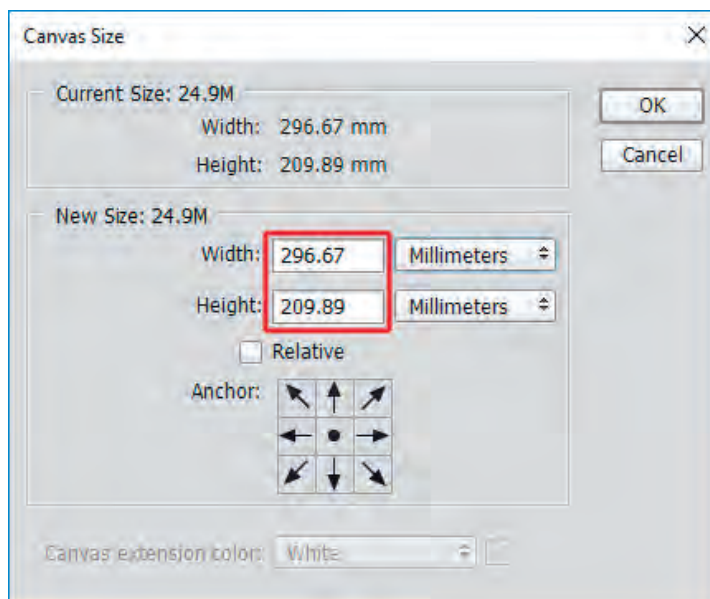 Canvas Size
Current Size: 24.9M
OK
Width: 296.67 mm
Cancel
Height: 209.89 mm
New Size: 24.9M
Width: 296.67 Millimeters
Height: 209.89 Millimeters
Relative
Anchor:
Canvas extension color: White